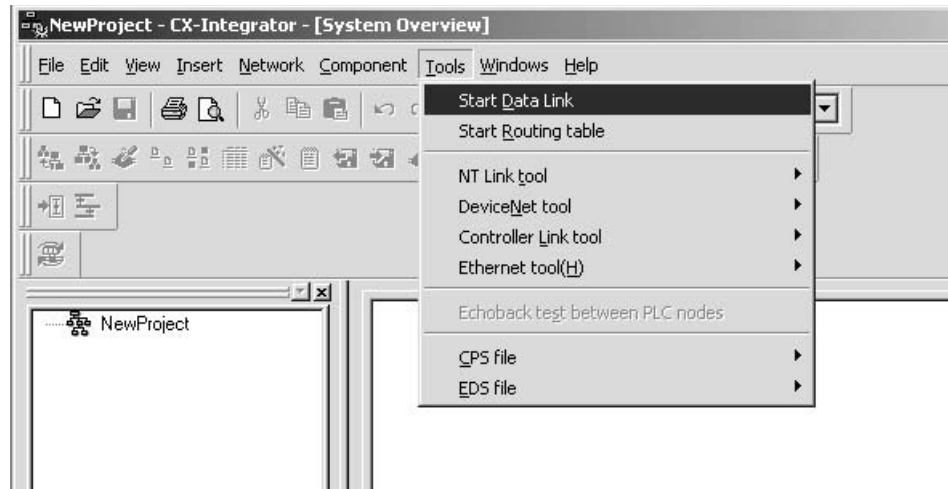 NewProject - CX-Integrator - [System Overview]
File Edit View Insert Network Component Tools Windows Help
Start Data Link
Start Routing table
NT Link tool
DeviceNet tool
Controller Link tool
Ethernet tool(H)
Echoback test between PLC nodes
CPS file
EDS file
NewProject